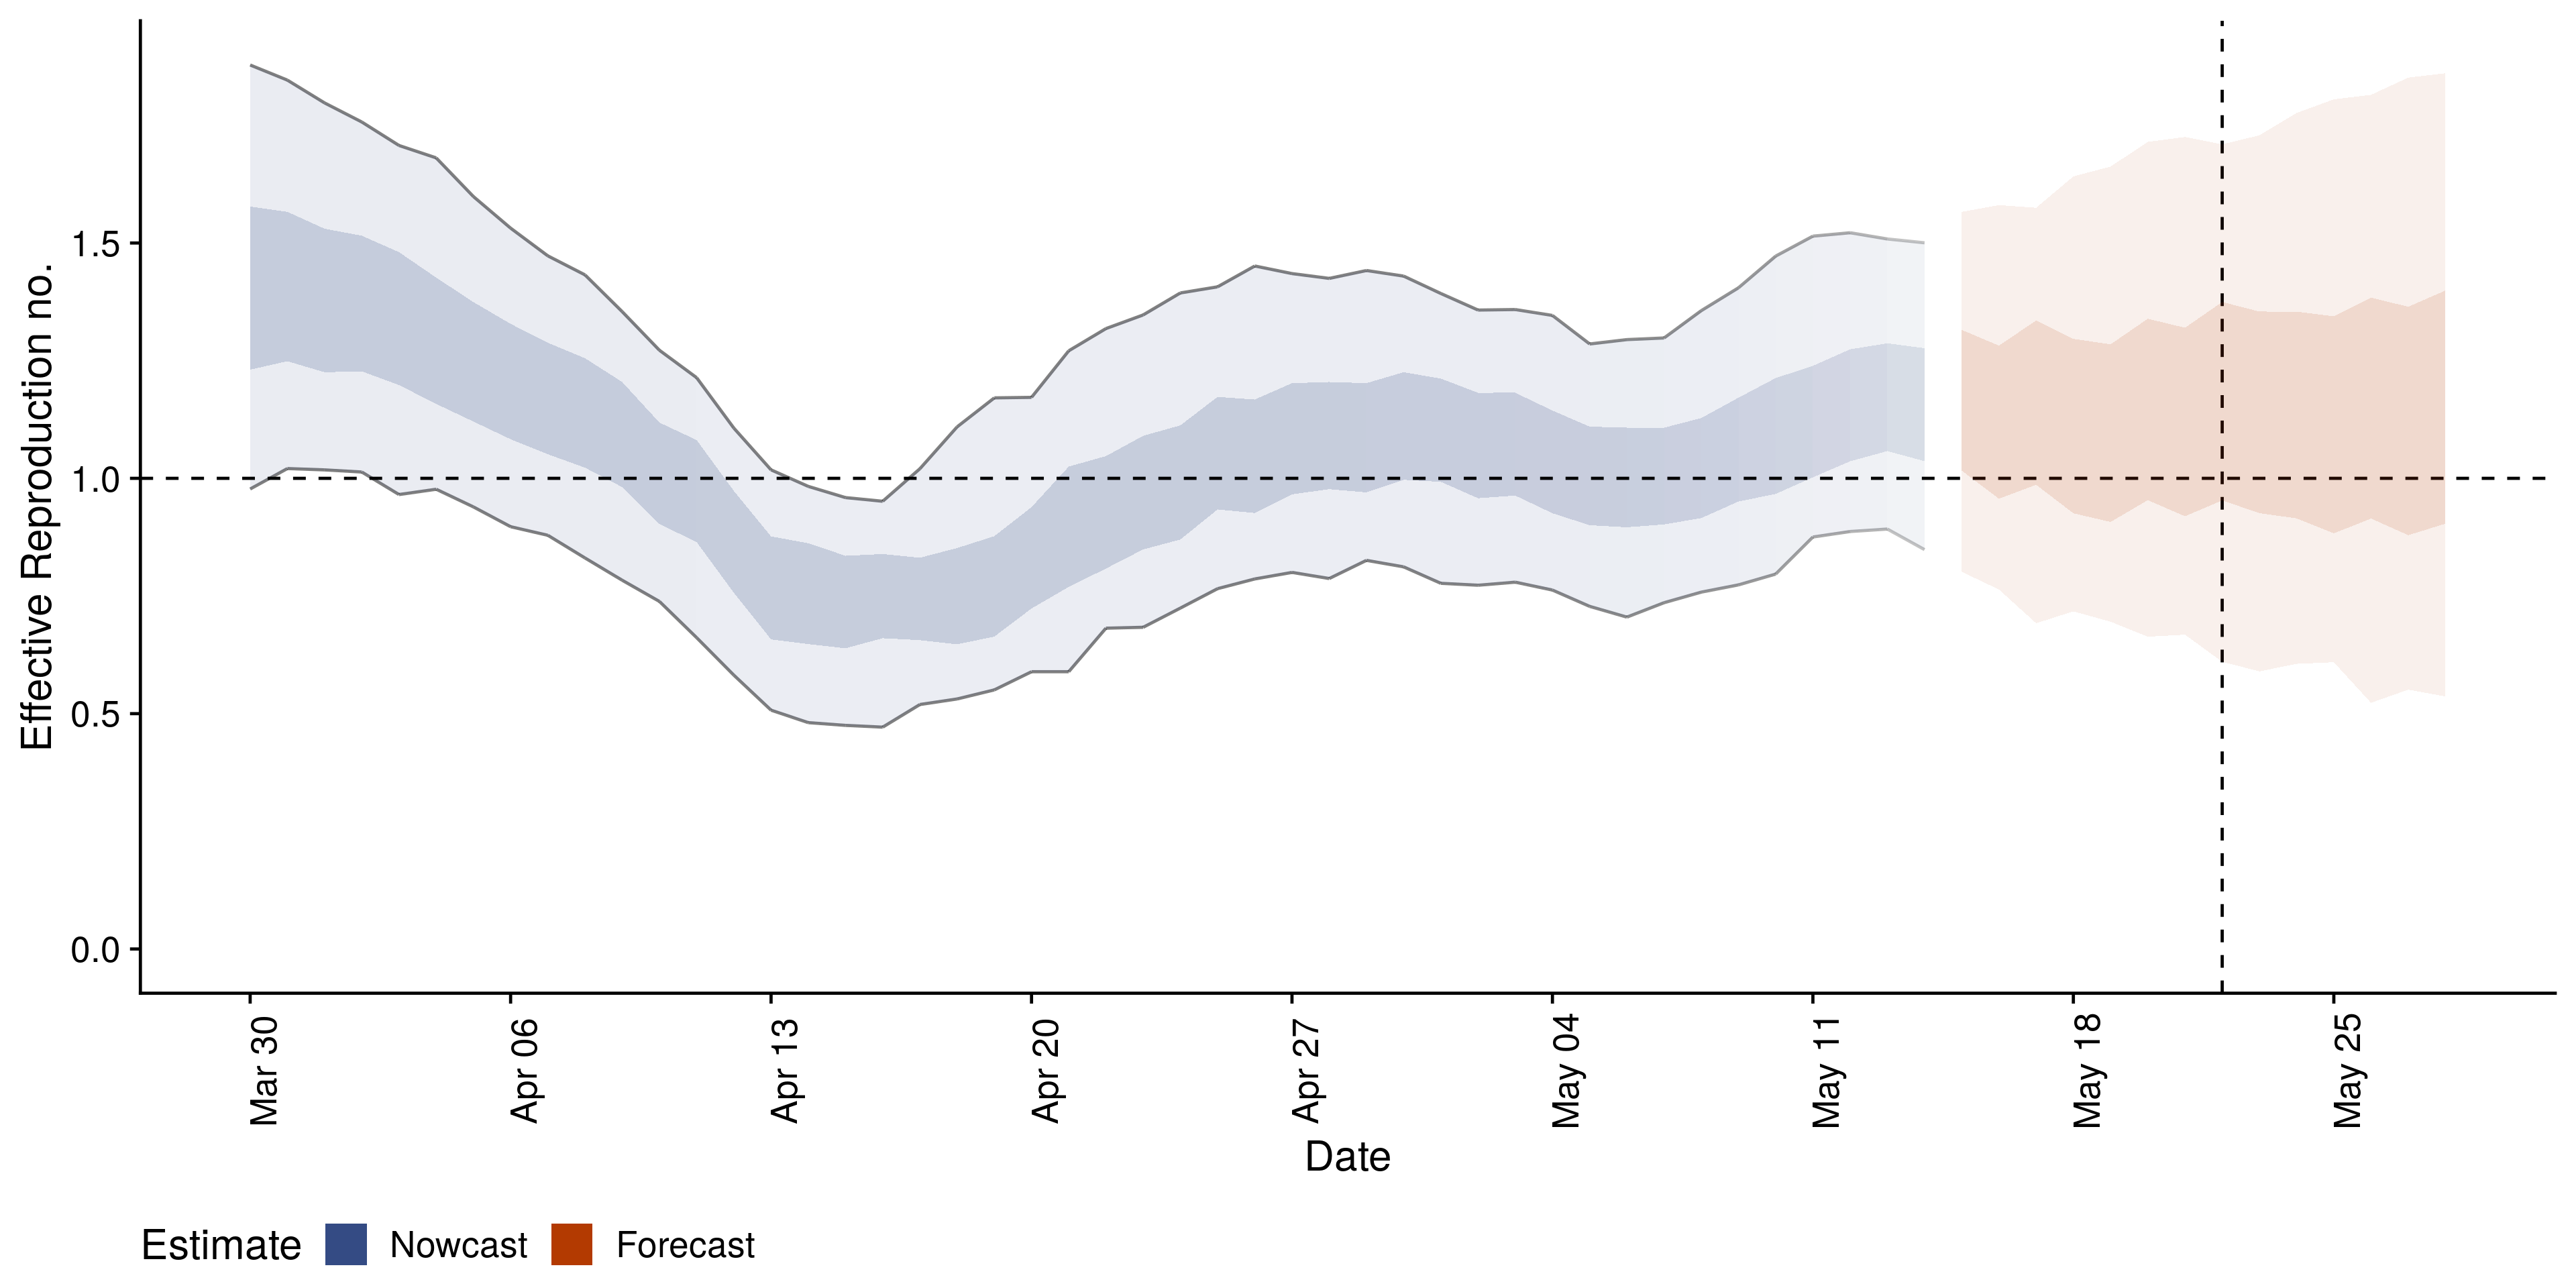 Effective Reproduction no.
1.5
1.0
0.5
0.0
Mar 30
Apr 06
Apr 13
Apr 20
Apr 27
May 04
May 11
May 18
May 25
Date
Estimate Nowcast Forecast